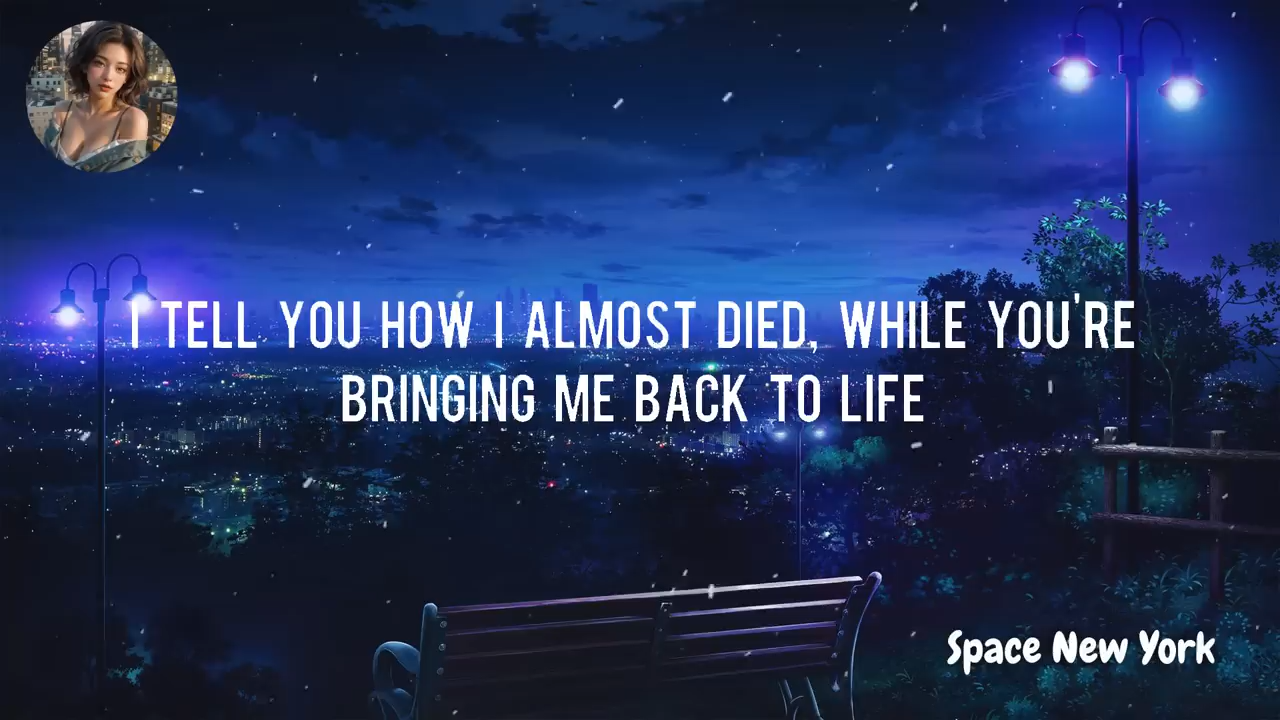 I TELL YOU HOW I ALMOST DIED, WHILE YOU'RE
BRINGING ME BACK TO LIFE
Space New York